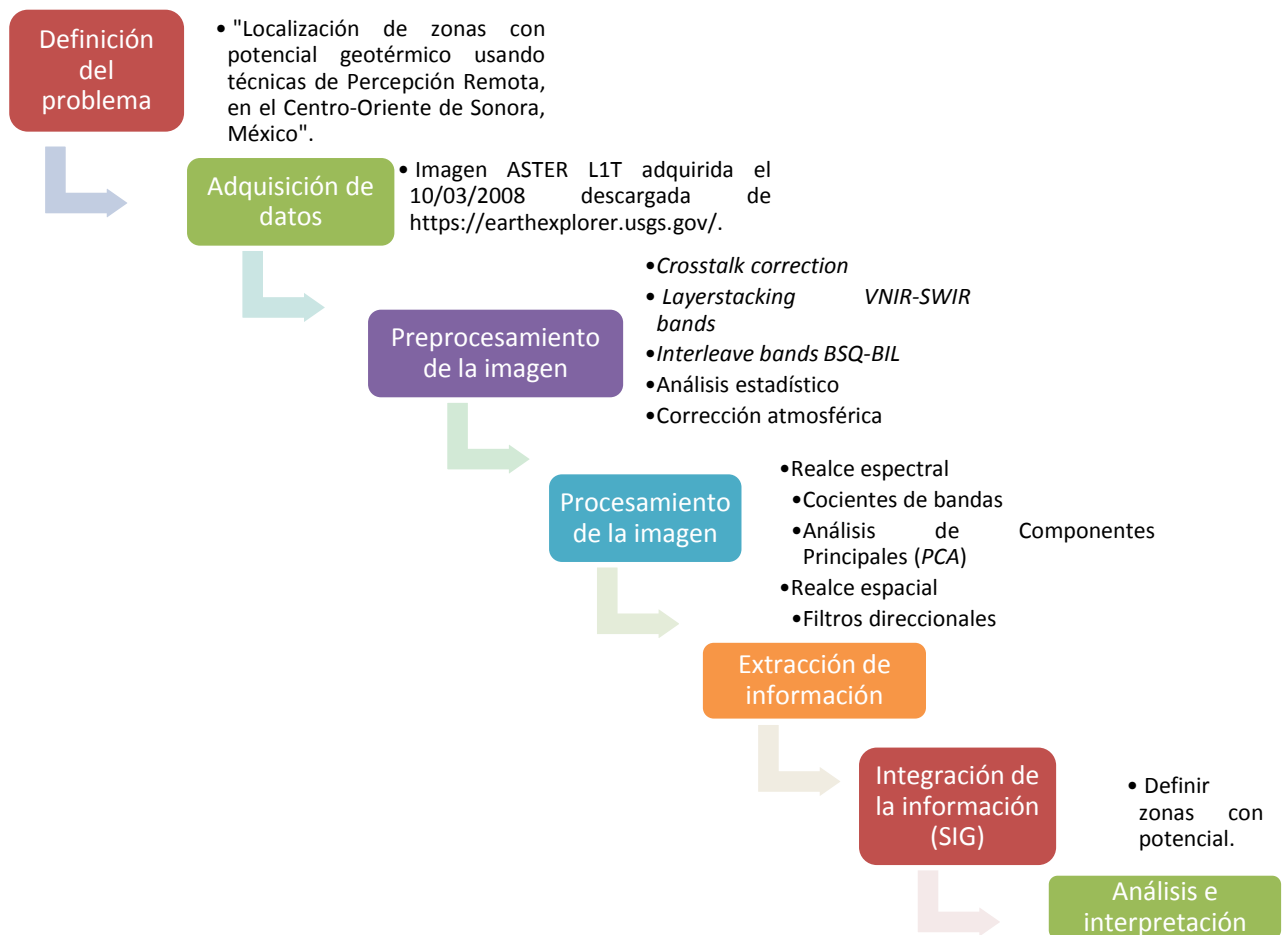 Definición
del
problema
• "Localización de zonas con
potencial geotérmico usando
técnicas de Percepción Remota,
en el Centro-Oriente de Sonora,
México".
Adquisición de
datos
• Imagen ASTER L1T adquirida el
10/03/2008 descargada de
https://earthexplorer.usgs.gov/.
Preprocesamiento
de la imagen
•Crosstalk correction
• Layerstacking VNIR-SWIR
bands
•Interleave bands BSQ-BIL
•Análisis estadístico
•Corrección atmosférica
Procesamiento
de la imagen
•Realce espectral
•Cocientes de bandas
•Análisis de Componentes
Principales (PCA)
•Realce espacial
•Filtros direccionales
Extracción de
información
Integración de
la información
(SIG)
• Definir
zonas con
potencial.
Análisis e
interpretación